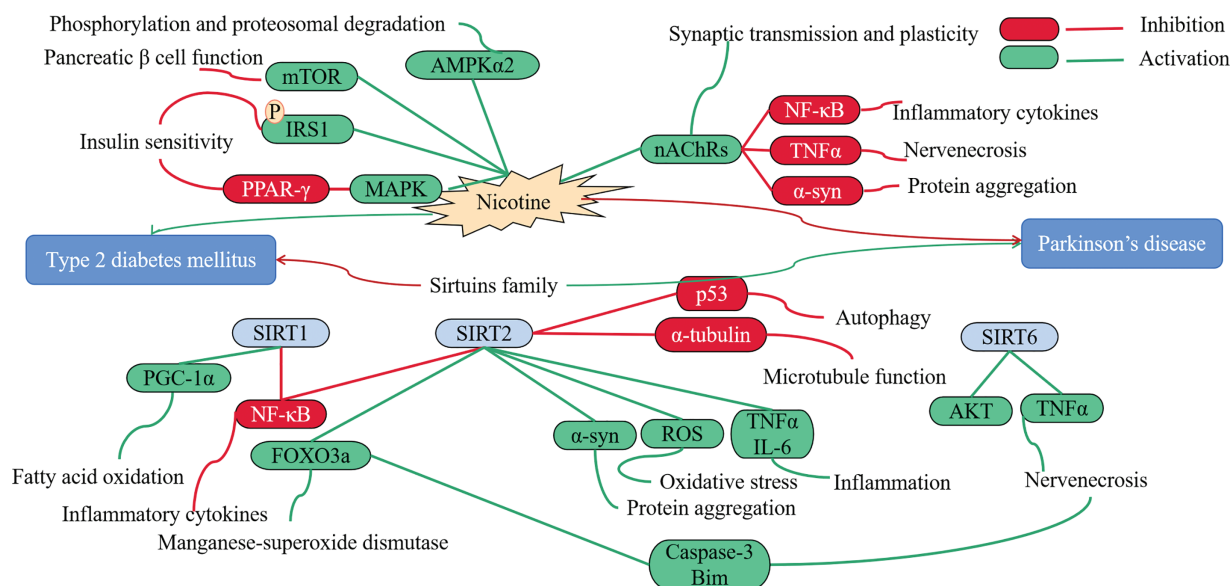 Phosphorylation and proteosomal degradation
Synaptic transmission and plasticity
Inhibition
Pancreatic β cell function
AMPKα2
Activation
mTOR
P
IRS1
NF-κB
Inflammatory cytokines
Insulin sensitivity
nAChRs
TNFα
Nervenecrosis
PPAR-γ
MAPK
α-syn
Protein aggregation
Nicotine
Type 2 diabetes mellitus
Parkinson's disease
Sirtuins family
p53
Autophagy
SIRT1
SIRT2
α-tubulin
SIRT6
Microtubule function
PGC-1α
NF-κB
AKT
TNFα
α-syn
ROS
TNFα
IL-6
FOXO3a
Fatty acid oxidation
Oxidative stress
Inflammation
Nervenecrosis
Inflammatory cytokines
Protein aggregation
Manganese-superoxide dismutase
Caspase-3
Bim